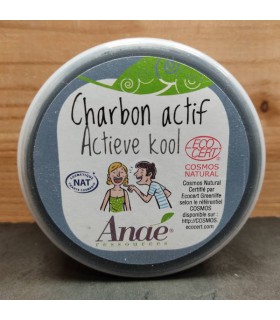 Charbon actif
Actieve kool
ECO
CERT
COSMOS
NATURAL
Cosmos Natural
Certifié par
Ecocert Greenlife
selon le référentiel
COSMOS
disponible sur :
http://COSMOS.
ecocert.com
NAT
Anaé